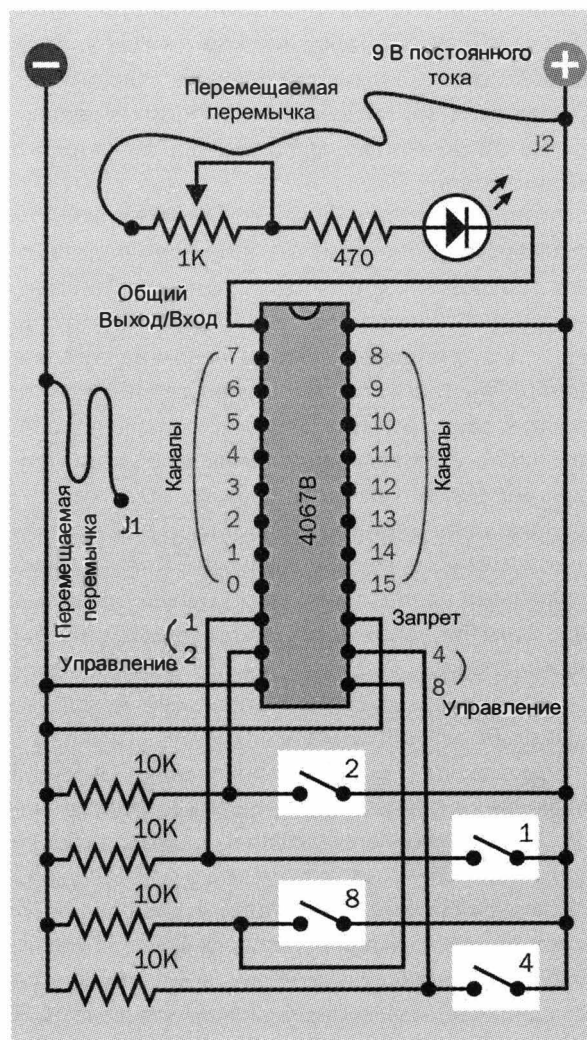 9 В постоянного
тока
Перемещаемая
перемычка
J2
1K
470
Общий
Выход/Вход
7
6
5
4
3
2
1
0
Каналы
4067B
8
9
10
11
12
13
14
15
Каналы
J1
Перемещаемая
перемычка
1
2
Управление
Запрет
4
8
Управление
10K
2
10K
1
10K
8
10K
4